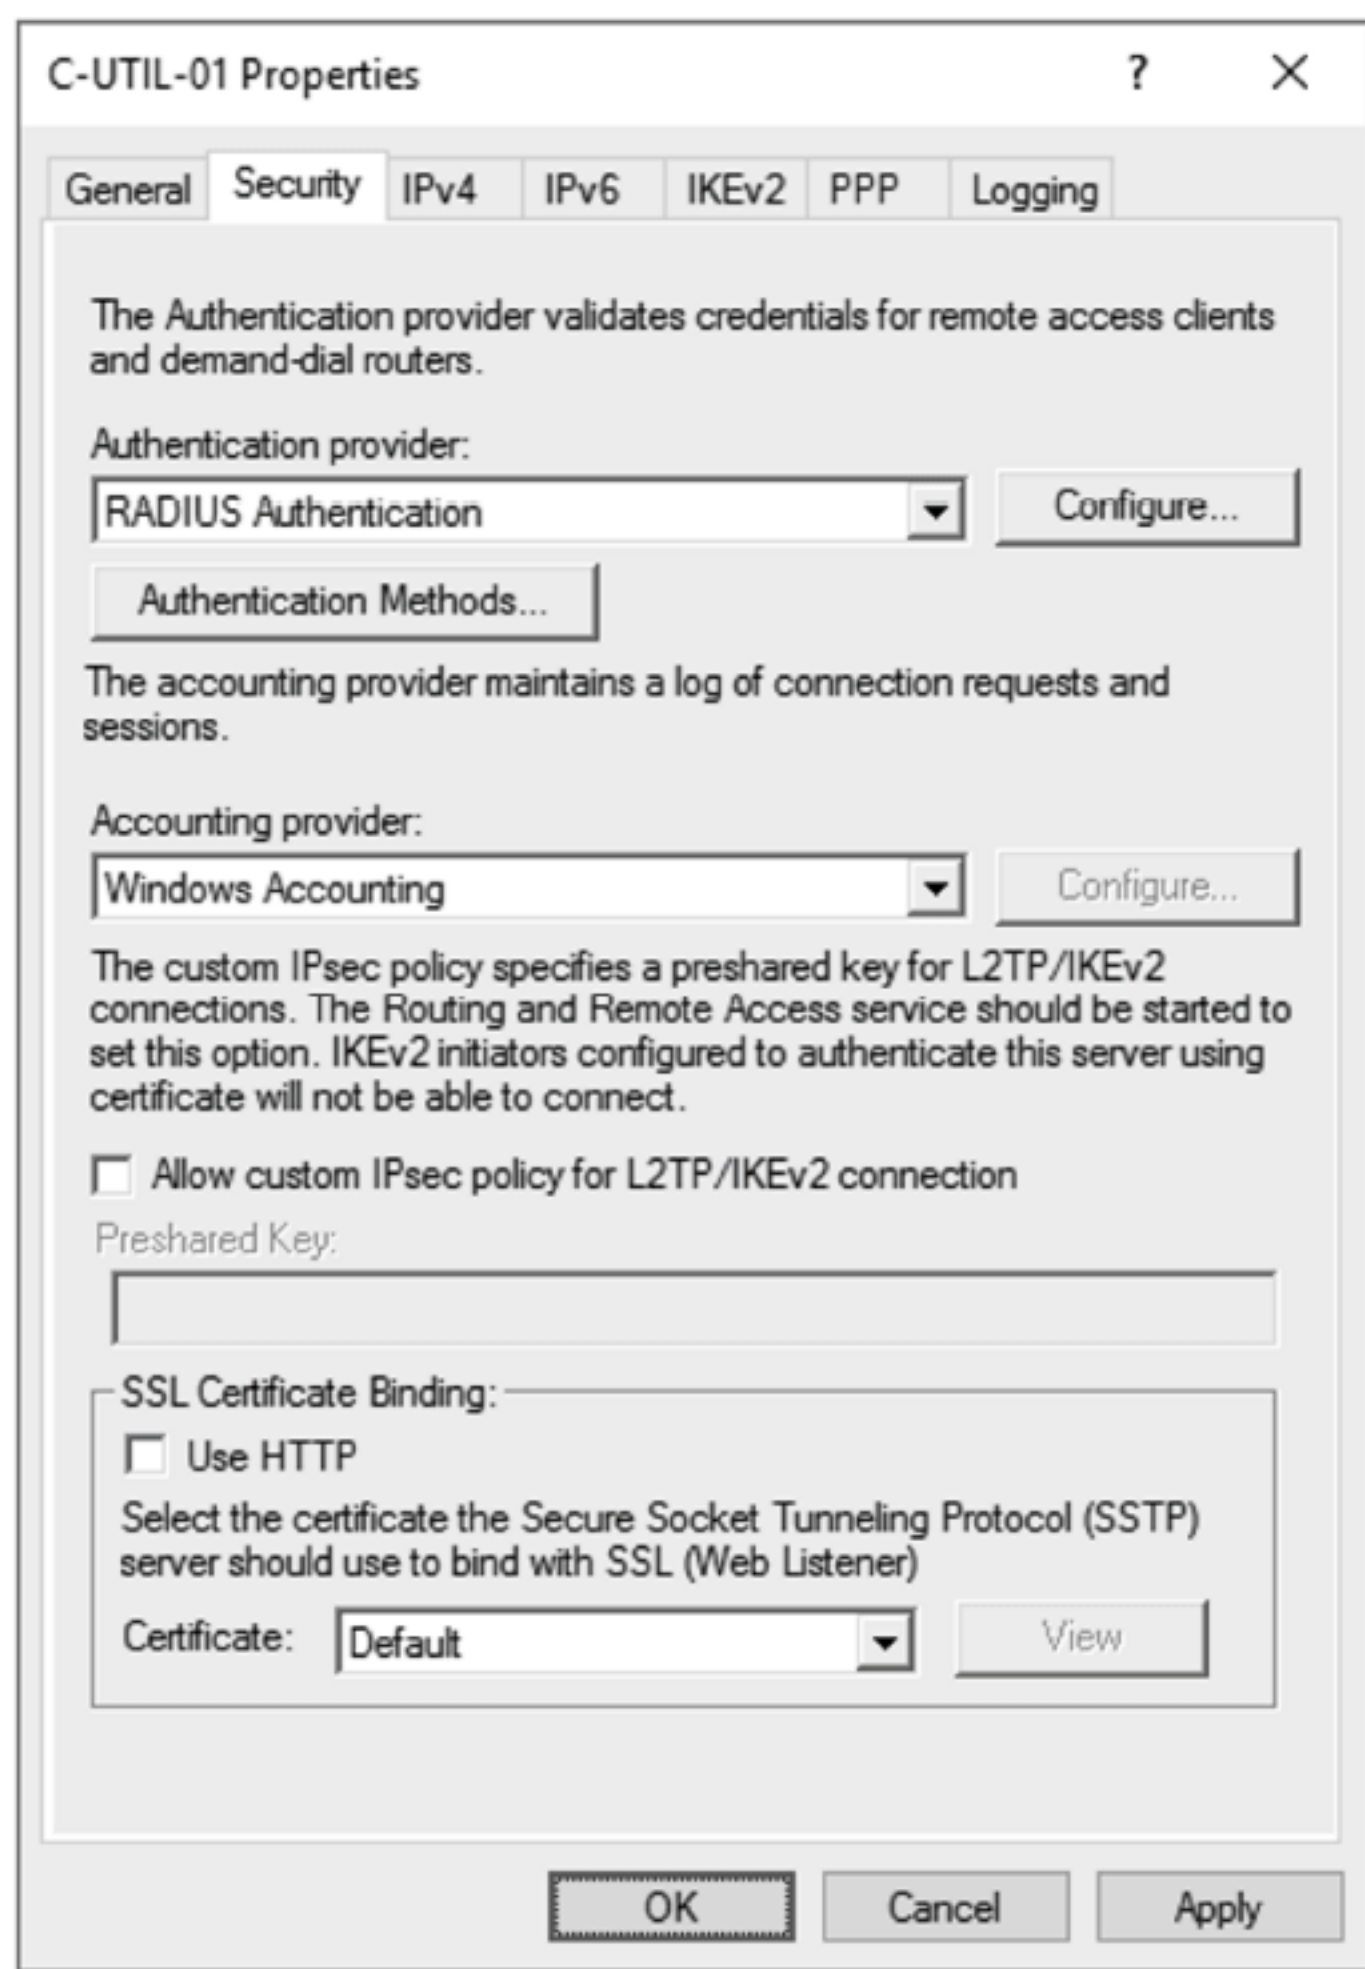 C-UTIL-01 Properties
?
General
Security
IPv4
IPv6
IKEv2
PPP
Logging
The Authentication provider validates credentials for remote access clients
and demand-dial routers.
Authentication provider:
RADIUS Authentication
Configure...
Authentication Methods...
The accounting provider maintains a log of connection requests and
sessions.
Accounting provider:
Windows Accounting
Configure...
The custom IPsec policy specifies a preshared key for L2TP/IKEv2
connections. The Routing and Remote Access service should be started to
set this option. IKEv2 initiators configured to authenticate this server using
certificate will not be able to connect.
Allow custom IPsec policy for L2TP/IKEv2 connection
Preshared Key:
SSL Certificate Binding:
Use HTTP
Select the certificate the Secure Socket Tunneling Protocol (SSTP)
server should use to bind with SSL (Web Listener)
Certificate:
Default
View
OK
Cancel
Apply